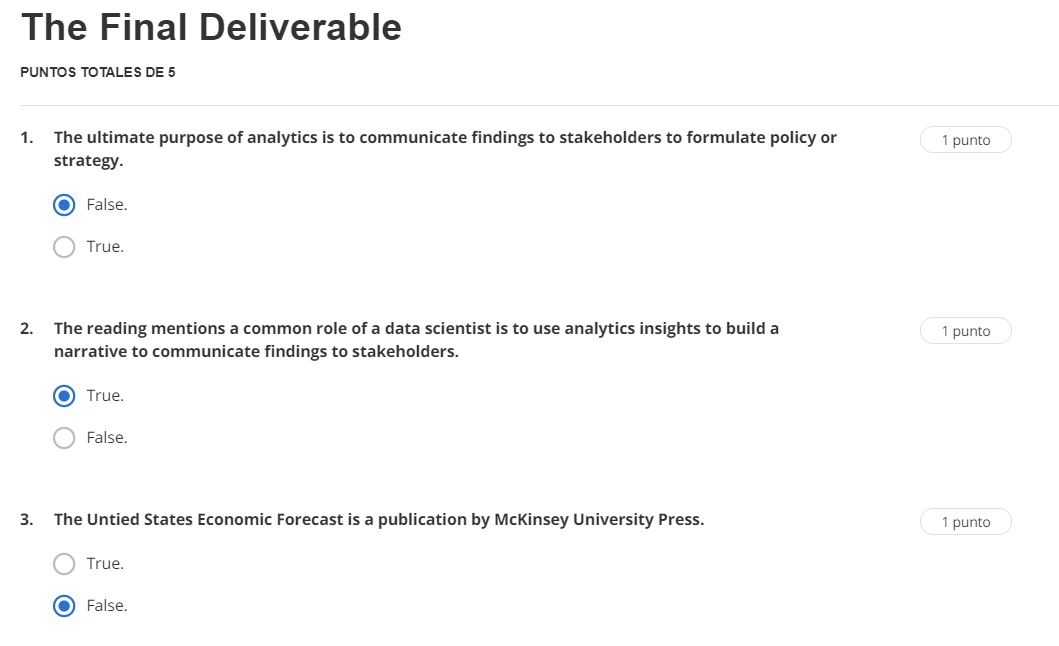 The Final Deliverable
PUNTOS TOTALES DE 5
1. The ultimate purpose of analytics is to communicate findings to stakeholders to formulate policy or
strategy.
1 punto
False.
True.
2. The reading mentions a common role of a data scientist is to use analytics insights to build a
narrative to communicate findings to stakeholders.
1 punto
True.
False.
3. The Untied States Economic Forecast is a publication by McKinsey University Press.
1 punto
True.
False.